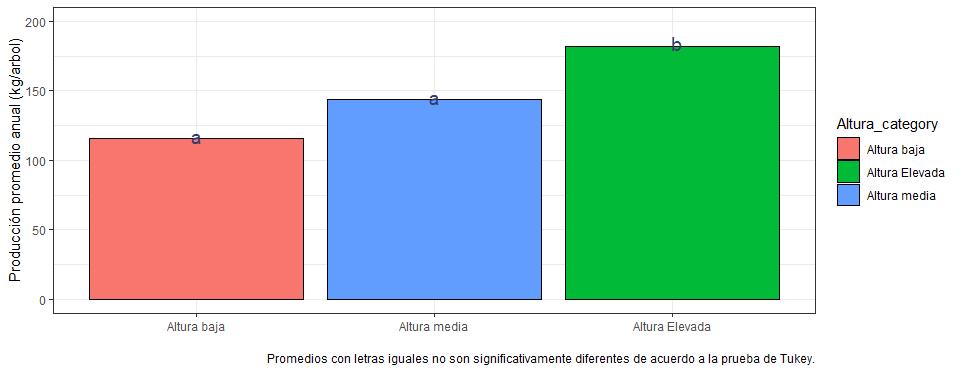 Producción promedio anual (kg/arbol)
200
150
100
50
0
a
a
b
Altura baja
Altura media
Altura Elevada
Altura_category
Altura baja
Altura Elevada
Altura media
Promedios con letras iguales no son significativamente diferentes de acuerdo a la prueba de Tukey.